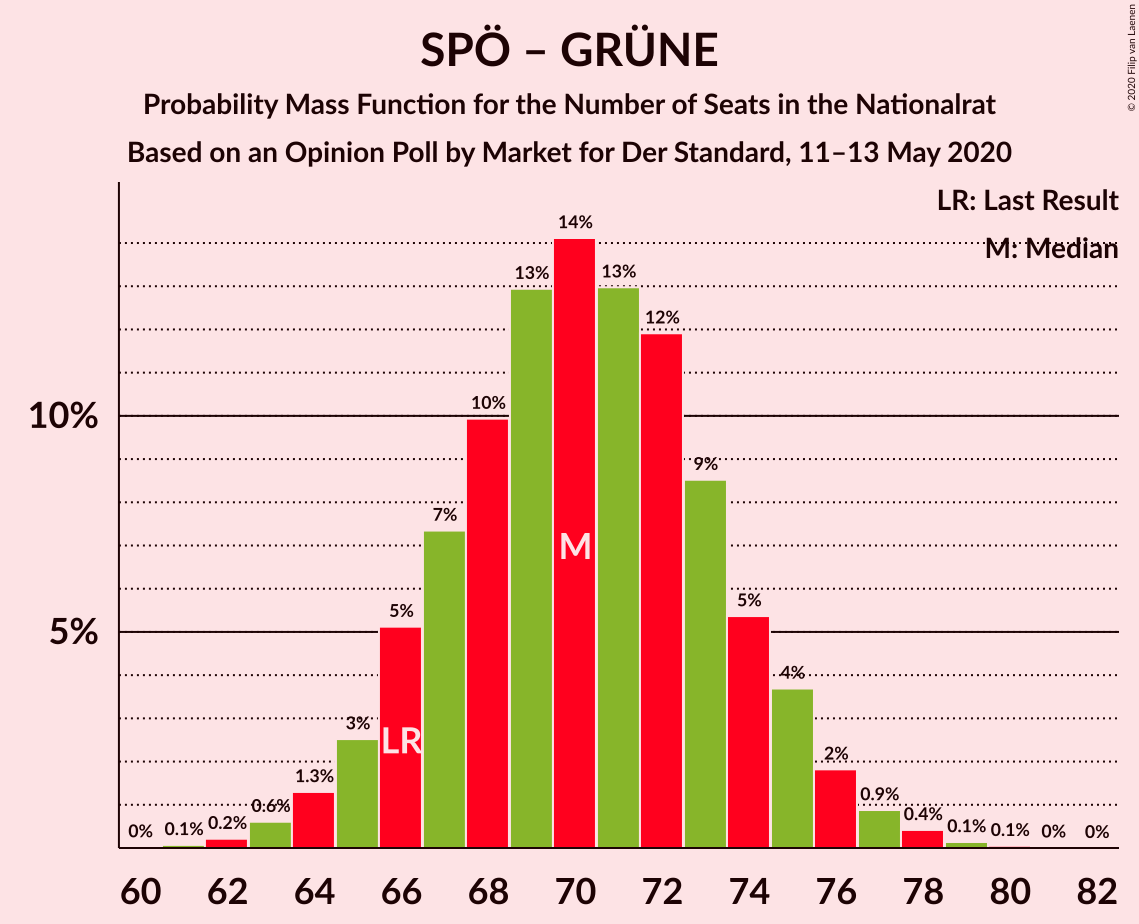 SPÖ – GRÜNE
Probability Mass Function for the Number of Seats in the Nationalrat
Based on an Opinion Poll by Market for Der Standard, 11–13 May 2020
© 2020 Filip van Laenen
LR: Last Result
M: Median
10%
5%
0%
0.1%
0.2%
0.6%
1.3%
3%
5%
7%
10%
13%
14%
13%
12%
9%
5%
4%
2%
0.9%
0.4%
0.1%
0.1%
0%
0%
LR
M
60 62 64 66 68 70 72 74 76 78 80 82